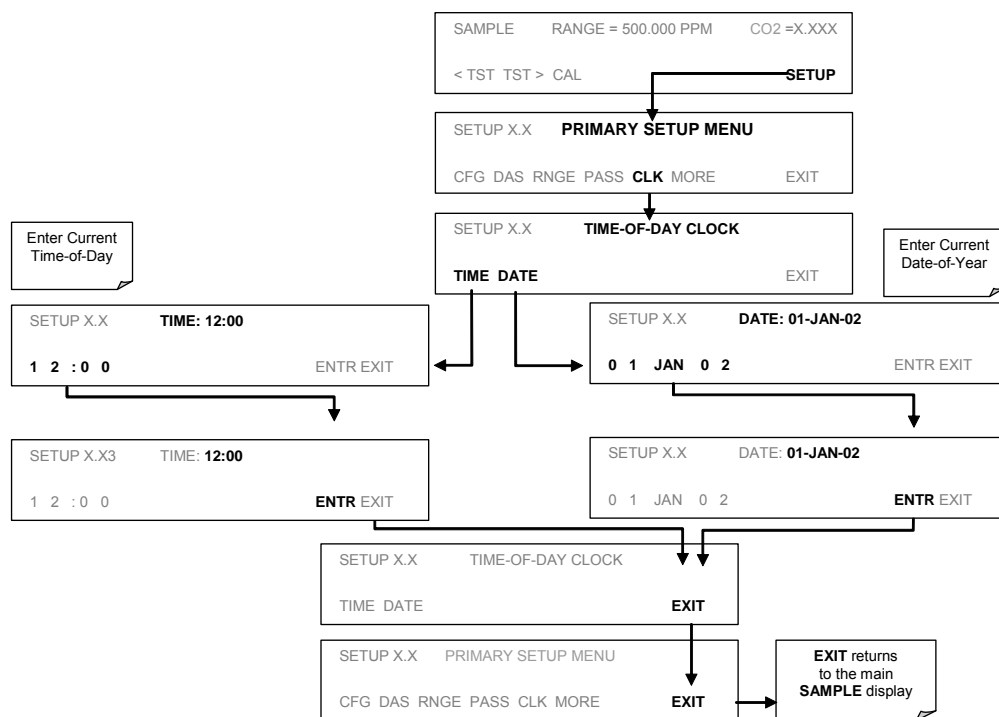 SAMPLE RANGE = 500.000 PPM CO2 =X.XXX
< TST TST > CAL SETUP
SETUP X.X PRIMARY SETUP MENU
CFG DAS RNGE PASS CLK MORE EXIT
SETUP X.X TIME-OF-DAY CLOCK
TIME DATE EXIT
Enter Current
Time-of-Day
Enter Current
Date-of-Year
SETUP X.X TIME: 12:00
1 2 :0 0 ENTR EXIT
SETUP X.X DATE: 01-JAN-02
0 1 JAN 0 2 ENTR EXIT
SETUP X.X3 TIME: 12:00
1 2 :0 0 ENTR EXIT
SETUP X.X DATE: 01-JAN-02
0 1 JAN 0 2 ENTR EXIT
SETUP X.X TIME-OF-DAY CLOCK
TIME DATE EXIT
SETUP X.X PRIMARY SETUP MENU
CFG DAS RNGE PASS CLK MORE EXIT
EXIT returns
to the main
SAMPLE display